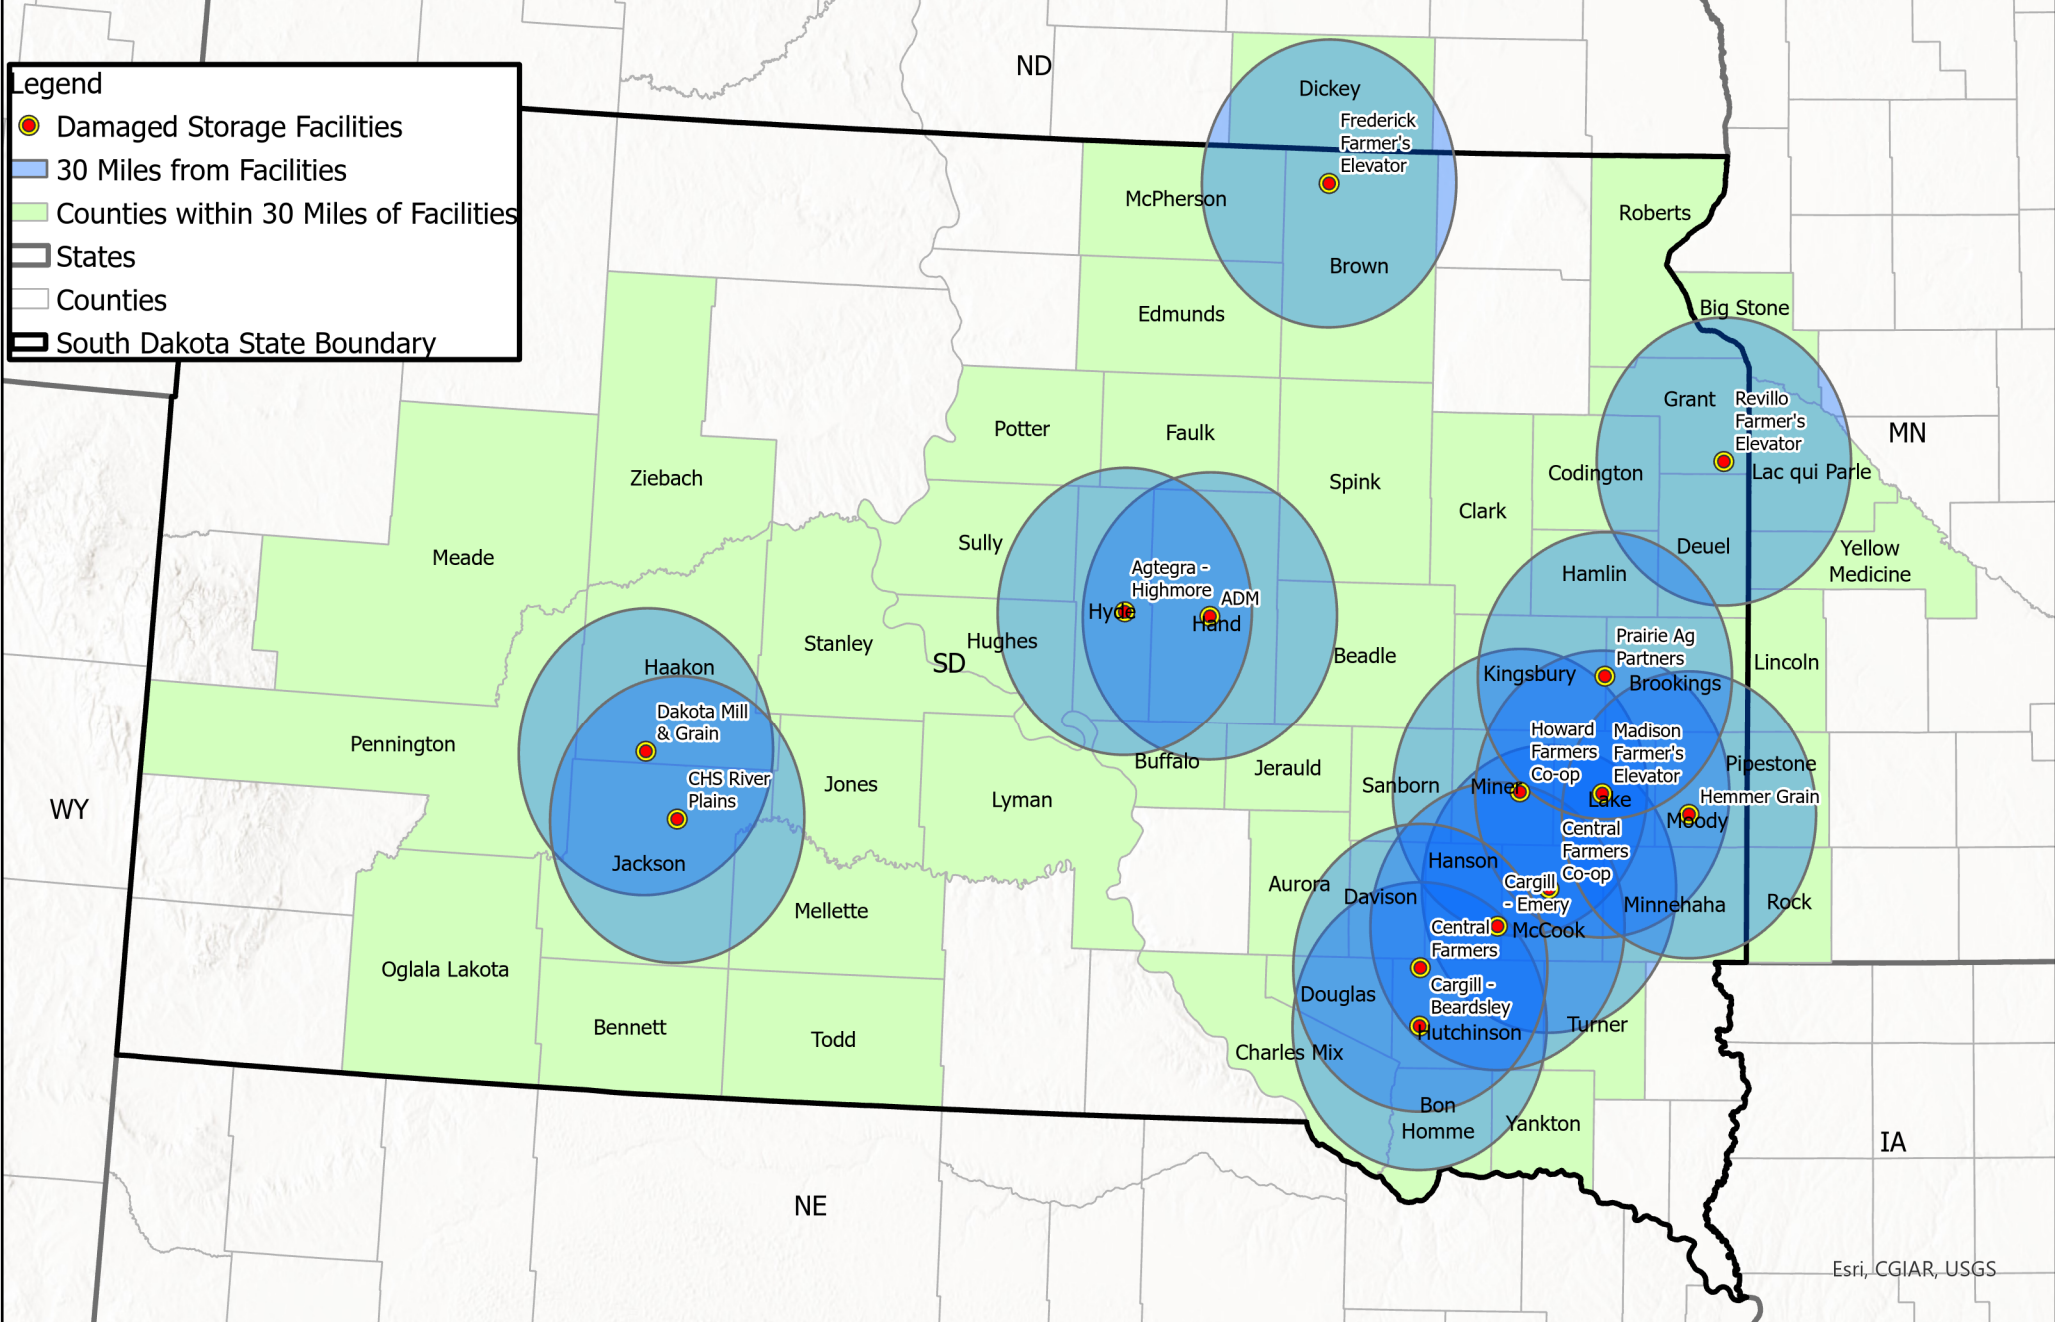 Legend
Damaged Storage Facilities
30 Miles from Facilities
Counties within 30 Miles of Facilities
States
Counties
South Dakota State Boundary
ND
Dickey
Frederick
Farmer's
Elevator
McPherson
Roberts
Brown
Edmunds
Big Stone
Grant
Revillo
Farmer's
Elevator
MN
Potter
Faulk
Ziebach
Spink
Codington
Lac qui Parle
Clark
Meade
Sully
Deuel
Yellow
Medicine
Agtegra -
Highmore
Hamlin
ADM
Hyde
Hand
Stanley
Hughes
SD
Haakon
Beadle
Prairie Ag
Partners
Lincoln
Kingsbury
Brookings
Dakota Mill
& Grain
Pennington
Howard
Farmers
Co-op
Madison
Farmer's
Elevator
Buffalo
Jerauld
Pipestone
CHS River
Plains
Jones
Lyman
Sanborn
Miner
Lake
Hemmer Grain
Moody
WY
Central
Farmers
Co-op
Jackson
Hanson
Aurora
Davison
Cargill
- Emery
Minnehaha
Rock
Mellette
Central
Farmers
McCook
Oglala Lakota
Cargill -
Beardsley
Douglas
Bennett
Todd
Hutchinson
Turner
Charles Mix
Bon
Homme
Yankton
IA
NE
Esri, CGIAR, USGS